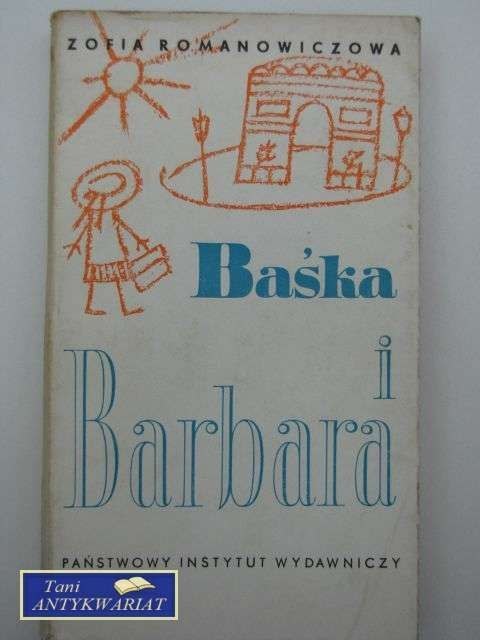 ZOFIA ROMANOWICZOWA
Baśka
i
Barbara
PAŃSTWOWY INSTYTUT WYDAWNICZY
Tani
ANTYKWARIAT